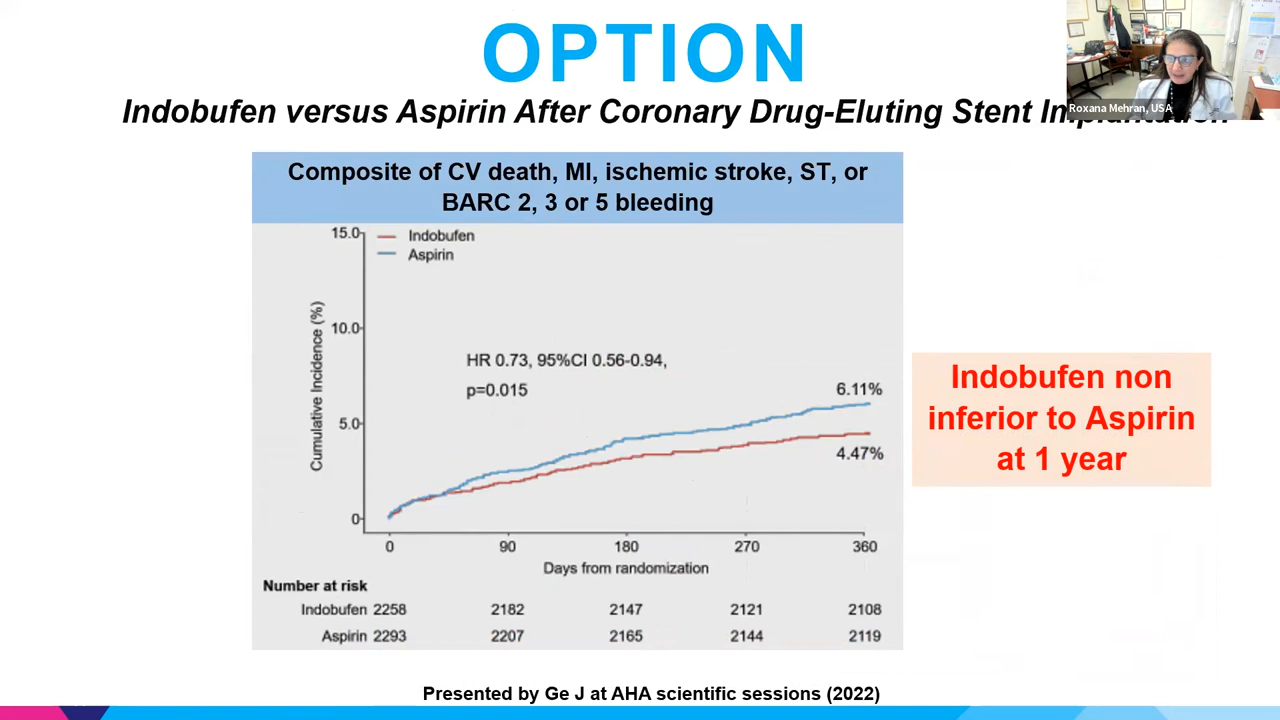 OPTION
Roxana Mehran, USA
Indobufen versus Aspirin After Coronary Drug-Eluting Stent Implantation
Composite of CV death, MI, ischemic stroke, ST, or
BARC 2, 3 or 5 bleeding
15.0
Indobufen
Aspirin
Cumulative Incidence (%)
10.0
HR 0.73, 95%CI 0.56-0.94,
p=0.015
6.11%
5.0
4.47%
0
0 90 180 270 360
Days from randomization
Number at risk
Indobufen 2258 2182 2147 2121 2108
Aspirin 2293 2207 2165 2144 2119
Indobufen non
inferior to Aspirin
at 1 year
Presented by Ge J at AHA scientific sessions (2022)